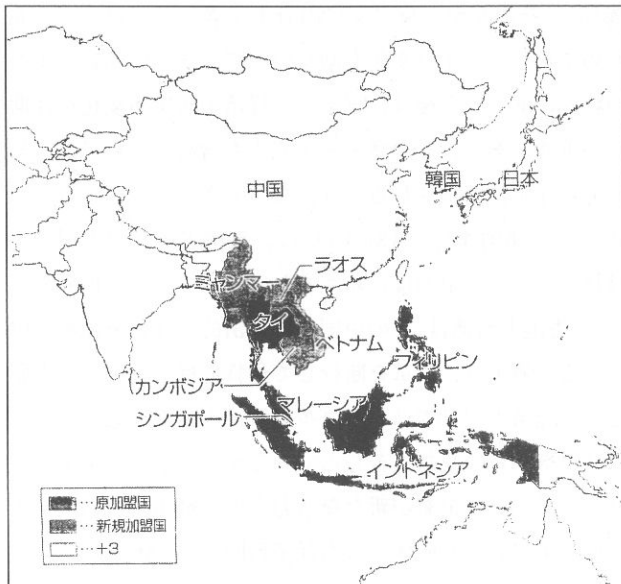 中国
韓国
日本
ラオス
ミャンマー
タイ
ベトナム
フィリピン
カンボジア
マレーシア
シンガポール
インドネシア
…原加盟国
…新規加盟国
…+3